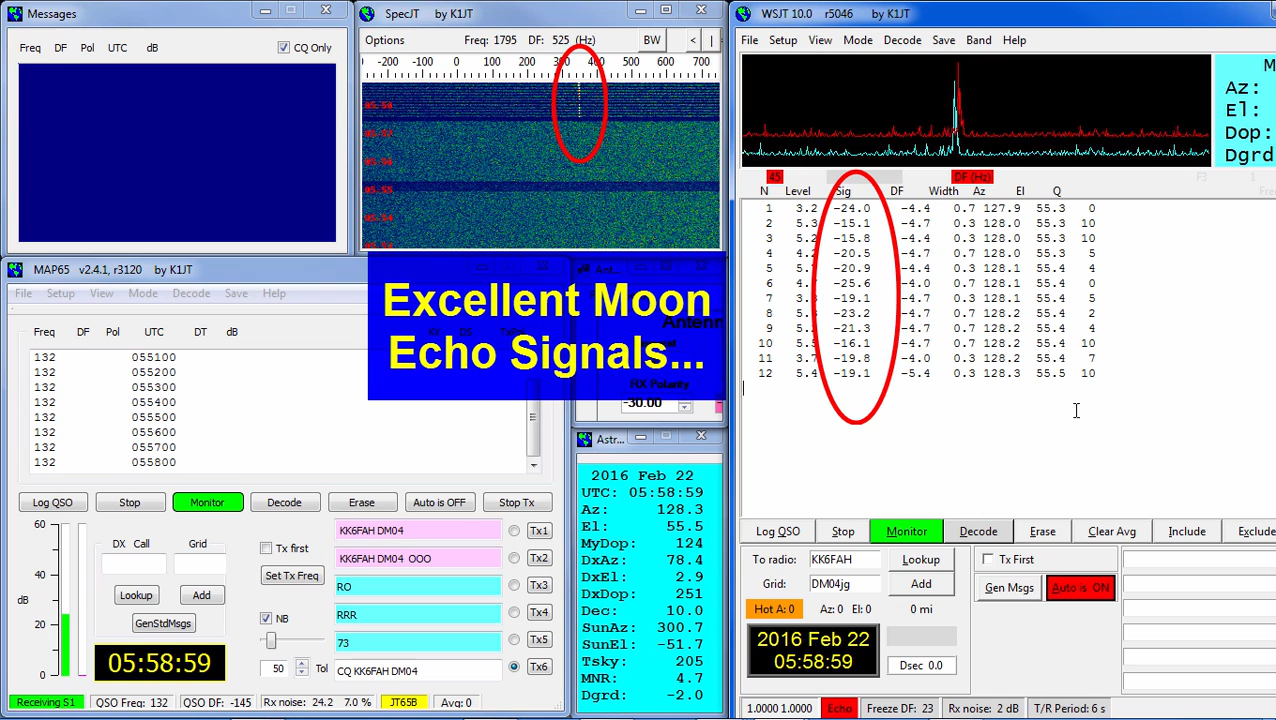 Messages
Freq DF Pol UTC dB
CQ Only
SpecJT by K1JT
Options Freq: 1795 DF: 525 (Hz) BW < |
-200 -100 0 100 200 300 400 500 600 700
WSJT 10.0 r5046 by K1JT
File Setup View Mode Decode Save Band Help
M
Az:
El:
Dop:
Dgrd
45 DF (Hz) F3 1 Fre
N Level Sig DF Width Az El Q
1 3.2 -24.0 -4.4 0.7 127.9 55.3 0
2 5.3 -15.1 -4.7 0.3 128.0 55.3 10
3 5.2 -15.8 -4.4 0.3 128.0 55.3 10
4 4.2 -20.5 -4.7 0.3 128.0 55.4 5
5 5. -20.9 -4.4 0.3 128.1 55.4 4
6 4. -25.6 -4.7 0.3 128.1 55.4 0
7 3. -19.1 -4.7 0.3 128.1 55.4 5
8 5. -23.2 -4.7 0.3 128.2 55.4 2
9 5. -21.3 -4.7 0.3 128.2 55.4 4
10 5. -16.1 -4.7 0.3 128.2 55.4 10
11 3.7 -19.8 -4.0 0.3 128.2 55.4 7
12 5.4 -19.1 -5.4 0.3 128.3 55.5 10
Excellent Moon
Echo Signals...
MAP65 v2.4.1, r3120 by K1JT
File Setup View Mode Decode Save Help
Freq DF Pol UTC DT dB
132 055100
132 055200
132 055300
132 055400
132 055500
132 055600
132 055700
132 055800
Log QSO Stop Monitor Decode Erase Auto is OFF Stop Tx
60
40
dB
20
0
DX Call Grid
Lookup Add
GenStdMsgs
05:58:59
Tx first
Set Tx Freq
NB
50 Tol
KK6FAH DM04 Tx1
KK6FAH DM04 OOO Tx2
RO Tx3
RRR Tx4
73 Tx5
CQ KK6FAH DM04 Tx6
Receiving S1 QSO Freq: 132 QSO DF: -145 Rx noise: 24.2 7.0 % JT65B Avg: 0
Ant...
Antenn
RX Polarity
-30.00
Astr...
2016 Feb 22
UTC: 05:58:59
Az: 128.3
El: 55.5
MyDop: 124
DxAz: 78.4
DxEl: 2.9
DxDop: 251
Dec: 10.0
SunAz: 300.7
SunEl: -51.7
Tsky: 205
MNR: 4.7
Dgrd: -2.0
Log QSO Stop Monitor Decode Erase Clear Avg Include Exclude
To radio: KK6FAH Lookup
Grid: DM04jg Add
Hot A: 0 Az: 0 El: 0 0 mi
2016 Feb 22
05:58:59
Dsec 0.0
Tx First
Gen Msgs Auto is ON
1.0000 1.0000 Echo Freeze DF: 23 Rx noise: 2 dB T/R Period: 6 s